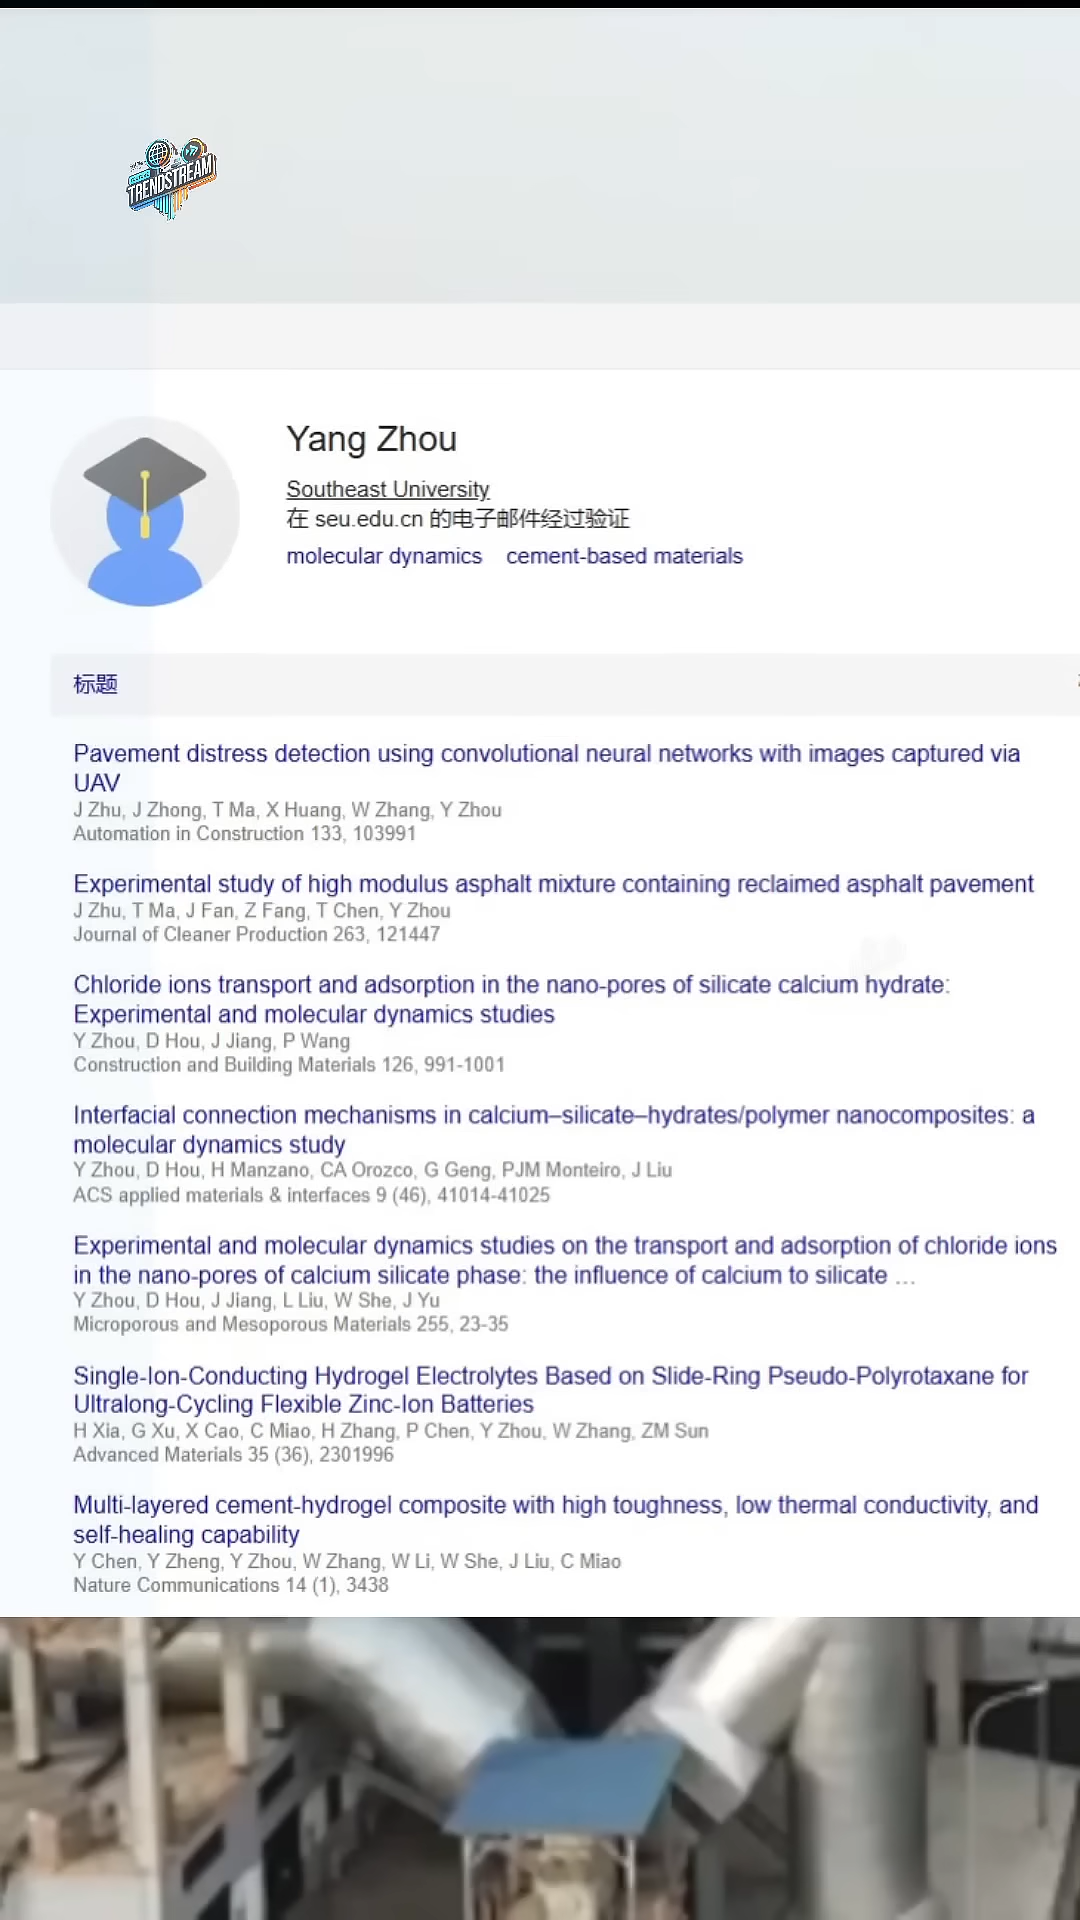 TRENDSTREAM
Yang Zhou
Southeast University
在 seu.edu.cn 的电子邮件经过验证
molecular dynamics cement-based materials
标题
Pavement distress detection using convolutional neural networks with images captured via
UAV
J Zhu, J Zhong, T Ma, X Huang, W Zhang, Y Zhou
Automation in Construction 133, 103991
Experimental study of high modulus asphalt mixture containing reclaimed asphalt pavement
J Zhu, T Ma, J Fan, Z Fang, T Chen, Y Zhou
Journal of Cleaner Production 263, 121447
Chloride ions transport and adsorption in the nano-pores of silicate calcium hydrate:
Experimental and molecular dynamics studies
Y Zhou, D Hou, J Jiang, P Wang
Construction and Building Materials 126, 991-1001
Interfacial connection mechanisms in calcium–silicate–hydrates/polymer nanocomposites: a
molecular dynamics study
Y Zhou, D Hou, H Manzano, CA Orozco, G Geng, PJM Monteiro, J Liu
ACS applied materials & interfaces 9 (46), 41014-41025
Experimental and molecular dynamics studies on the transport and adsorption of chloride ions
in the nano-pores of calcium silicate phase: the influence of calcium to silicate …
Y Zhou, D Hou, J Jiang, L Liu, W She, J Yu
Microporous and Mesoporous Materials 255, 23-35
Single-Ion-Conducting Hydrogel Electrolytes Based on Slide-Ring Pseudo-Polyrotaxane for
Ultralong-Cycling Flexible Zinc-Ion Batteries
H Xia, G Xu, X Cao, C Miao, H Zhang, P Chen, Y Zhou, W Zhang, ZM Sun
Advanced Materials 35 (36), 2301996
Multi-layered cement-hydrogel composite with high toughness, low thermal conductivity, and
self-healing capability
Y Chen, Y Zheng, Y Zhou, W Zhang, W Li, W She, J Liu, C Miao
Nature Communications 14 (1), 3438